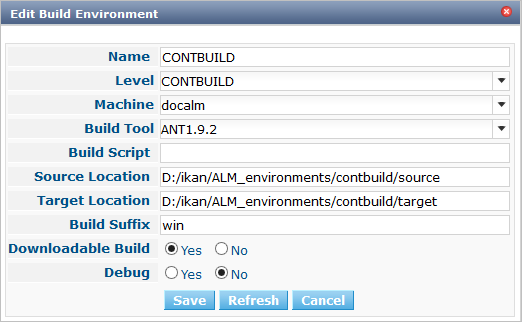 Edit Build Environment
Name CONTBUILD
Level CONTBUILD
Machine docalm
Build Tool ANT1.9.2
Build Script
Source Location D:/ikan/ALM_environments/contbuild/source
Target Location D:/ikan/ALM_environments/contbuild/target
Build Suffix win
Downloadable Build Yes No
Debug Yes No
Save Refresh Cancel